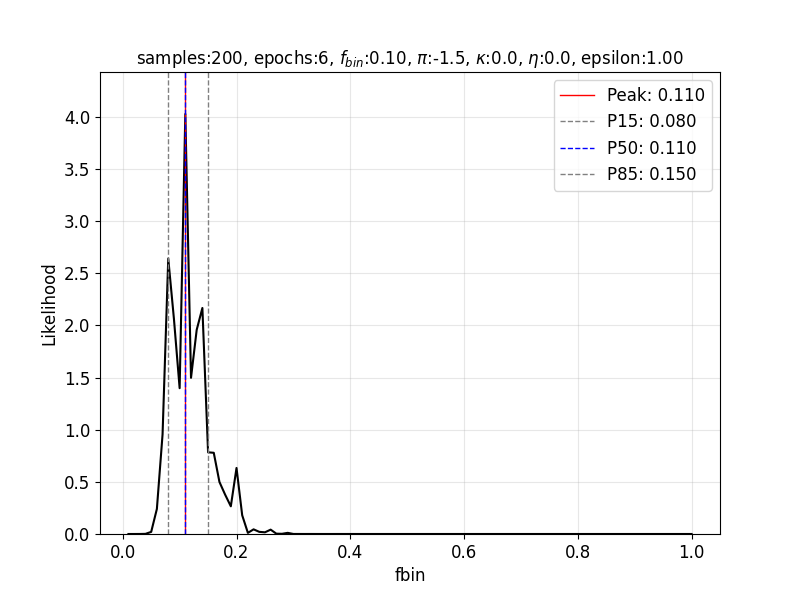 samples:200, epochs:6, f_bin:0.10, π:-1.5, κ:0.0, η:0.0, epsilon:1.00
Peak: 0.110
P15: 0.080
P50: 0.110
P85: 0.150
Likelihood
4.0
3.5
3.0
2.5
2.0
1.5
1.0
0.5
0.0
0.0 0.2 0.4 0.6 0.8 1.0
fbin